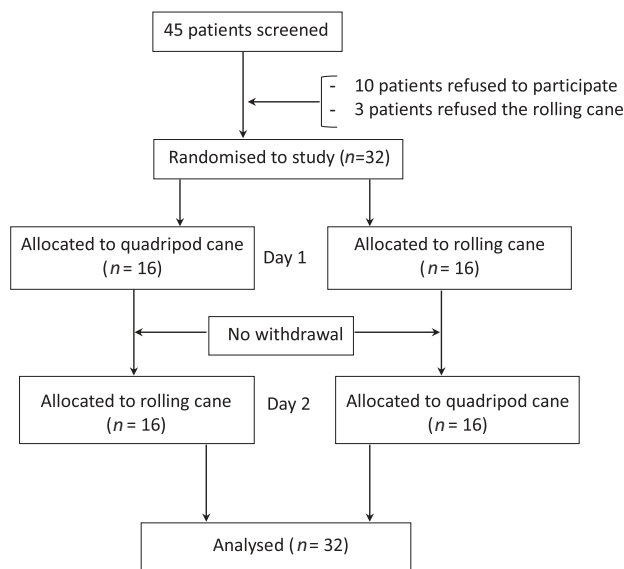 45 patients screened
- 10 patients refused to participate
- 3 patients refused the rolling cane
Randomised to study (n=32)
Allocated to quadripod cane
(n = 16)
Day 1
Allocated to rolling cane
(n = 16)
No withdrawal
Allocated to rolling cane
(n = 16)
Day 2
Allocated to quadripod cane
(n = 16)
Analysed (n = 32)